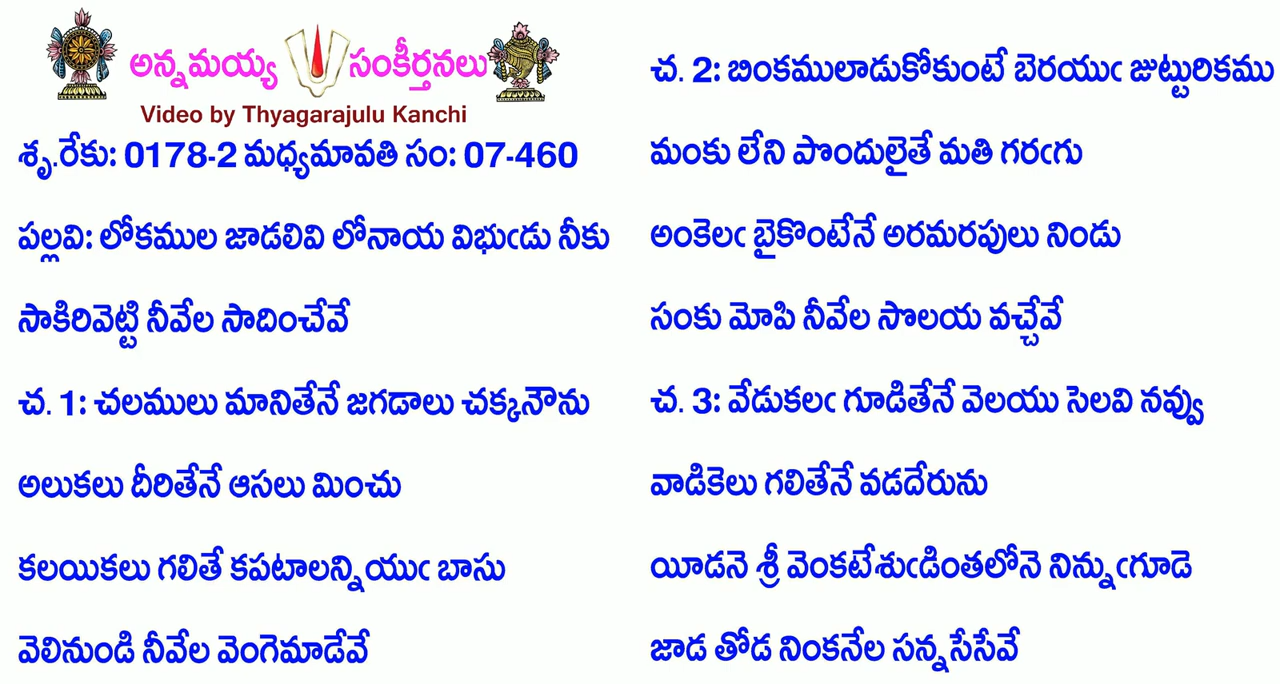 అన్నమయ్య సంకీర్తనలు
Video by Thyagarajulu Kanchi
శృ.రేకు: 0178-2 మధ్యమావతి సం: 07-460
పల్లవి: లోకముల జాడలివి లోనాయ విభుఁడు నీకు
సాకిరివెట్టి నీవేల సాదించేవే
చ. 1: చలములు మానితేనే జగడాలు చక్కనౌను
అలుకలు దీరితేనే ఆసలు మించు
కలయికలు గలితే కపటాలన్నియుఁ బాసు
వెలినుండి నీవేల వెంగెమాడేవే
చ. 2: బింకములాడుకోకుంటే బెరయుఁ జుట్టురికము
మంకు లేని పొందులైతే మతి గరఁగు
అంకెలఁ బైకొంటేనే అరమరపులు నిండు
సంకు మోపి నీవేల సొలయ వచ్చేవే
చ. 3: వేడుకలఁ గూడితేనే వెలయు సెలవి నవ్వు
వాడికెలు గలితేనే వడదేరును
యీడనె శ్రీ వెంకటేశుఁడింతలోనె నిన్నుఁగూడె
జాడ తోడ నింకనేల సన్నసేసేవే